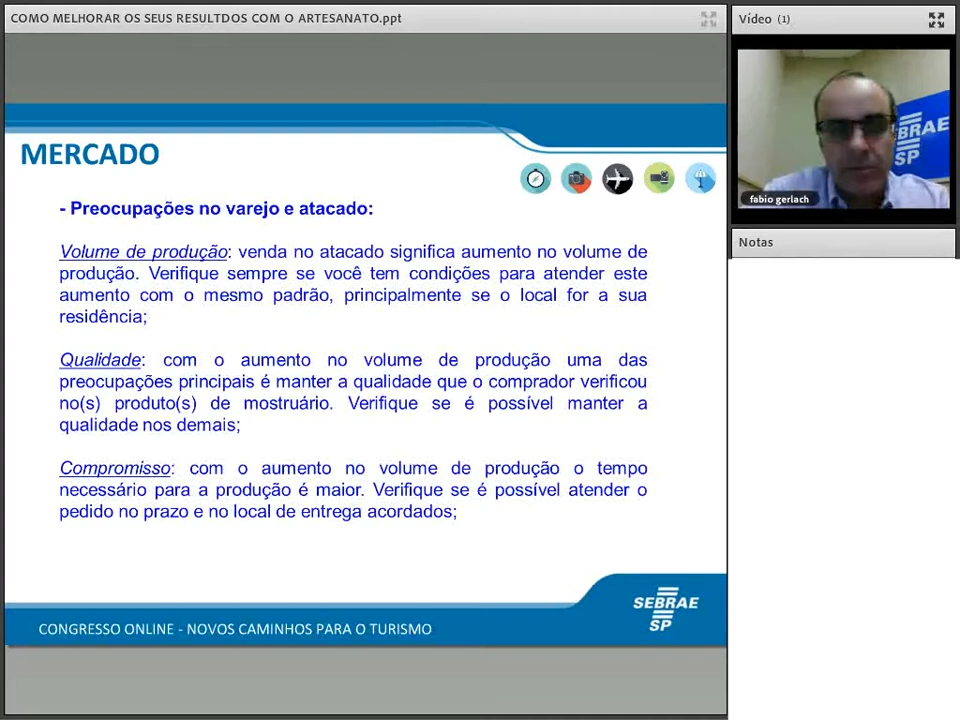 COMO MELHORAR OS SEUS RESULTDOS COM O ARTESANATO.ppt
Vídeo (1)
MERCADO
- Preocupações no varejo e atacado:
Volume de produção: venda no atacado significa aumento no volume de
produção. Verifique sempre se você tem condições para atender este
aumento com o mesmo padrão, principalmente se o local for a sua
residência;
Qualidade: com o aumento no volume de produção uma das
preocupações principais é manter a qualidade que o comprador verificou
no(s) produto(s) de mostruário. Verifique se é possível manter a
qualidade nos demais;
Compromisso: com o aumento no volume de produção o tempo
necessário para a produção é maior. Verifique se é possível atender o
pedido no prazo e no local de entrega acordados;
SEBRAE
SP
CONGRESSO ONLINE - NOVOS CAMINHOS PARA O TURISMO
EBRAE
SP
fabio gerlach
Notas